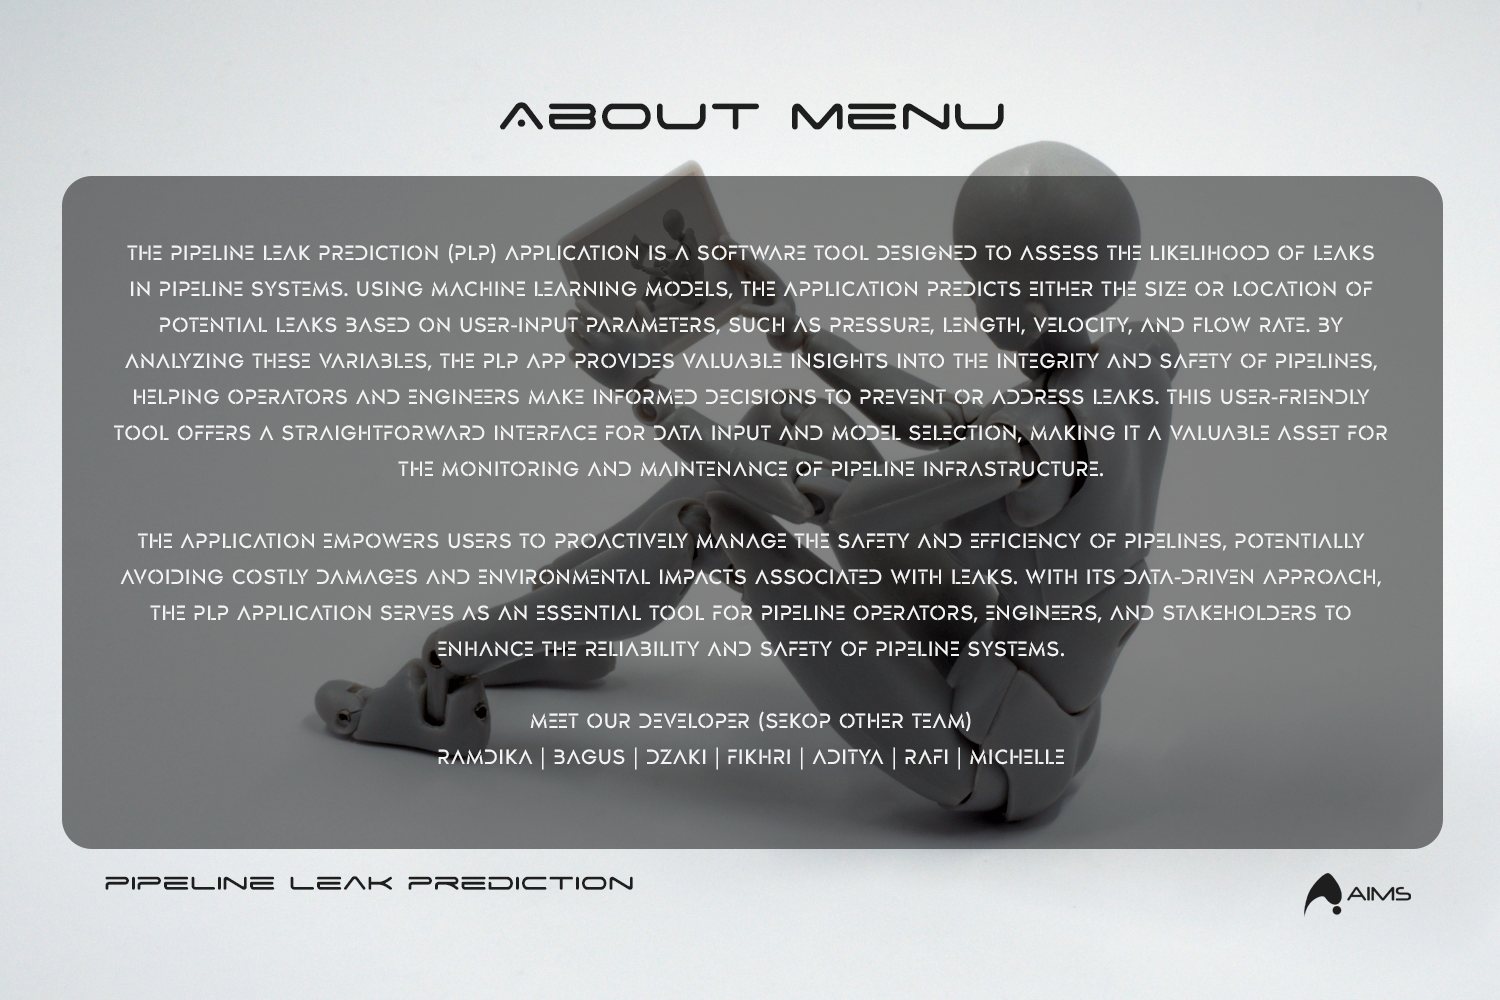 ABOUT MENU
THE PIPELINE LEAK PREDICTION (PLP) APPLICATION IS A SOFTWARE TOOL DESIGNED TO ASSESS THE LIKELIHOOD OF LEAKS
IN PIPELINE SYSTEMS. USING MACHINE LEARNING MODELS, THE APPLICATION PREDICTS EITHER THE SIZE OR LOCATION OF
POTENTIAL LEAKS BASED ON USER-INPUT PARAMETERS, SUCH AS PRESSURE, LENGTH, VELOCITY, AND FLOW RATE. BY
ANALYZING THESE VARIABLES, THE PLP APP PROVIDES VALUABLE INSIGHTS INTO THE INTEGRITY AND SAFETY OF PIPELINES,
HELPING OPERATORS AND ENGINEERS MAKE INFORMED DECISIONS TO PREVENT OR ADDRESS LEAKS. THIS USER-FRIENDLY
TOOL OFFERS A STRAIGHTFORWARD INTERFACE FOR DATA INPUT AND MODEL SELECTION, MAKING IT A VALUABLE ASSET FOR
THE MONITORING AND MAINTENANCE OF PIPELINE INFRASTRUCTURE.
THE APPLICATION EMPOWERS USERS TO PROACTIVELY MANAGE THE SAFETY AND EFFICIENCY OF PIPELINES, POTENTIALLY
AVOIDING COSTLY DAMAGES AND ENVIRONMENTAL IMPACTS ASSOCIATED WITH LEAKS. WITH ITS DATA-DRIVEN APPROACH,
THE PLP APPLICATION SERVES AS AN ESSENTIAL TOOL FOR PIPELINE OPERATORS, ENGINEERS, AND STAKEHOLDERS TO
ENHANCE THE RELIABILITY AND SAFETY OF PIPELINE SYSTEMS.
MEET OUR DEVELOPER (SEKOP OTHER TEAM)
RAMDIKA | BAGUS | DZAKI | FIKHRI | ADITYA | RAFI | MICHELLE
PIPELINE LEAK PREDICTION
AIMS